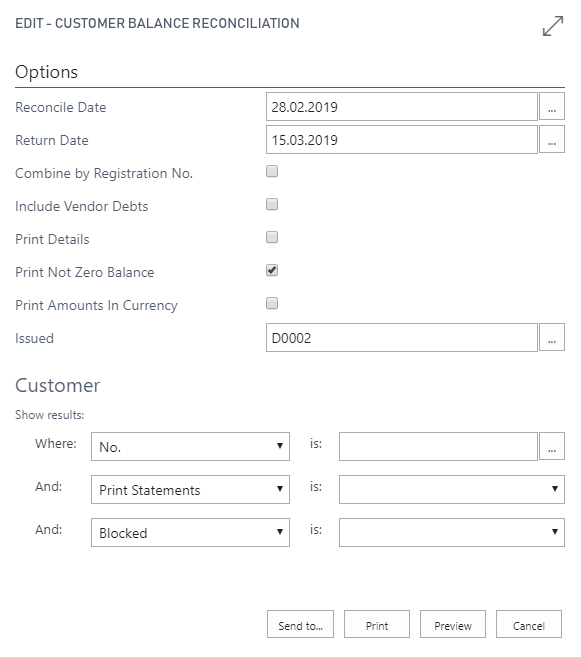 EDIT - CUSTOMER BALANCE RECONCILIATION
Options
Reconcile Date 28.02.2019 ...
Return Date 15.03.2019 ...
Combine by Registration No.
Include Vendor Debts
Print Details
Print Not Zero Balance
Print Amounts In Currency
Issued D0002 ...
Customer
Show results:
Where: No. is: ...
And: Print Statements is:
And: Blocked is:
Send to... Print Preview Cancel